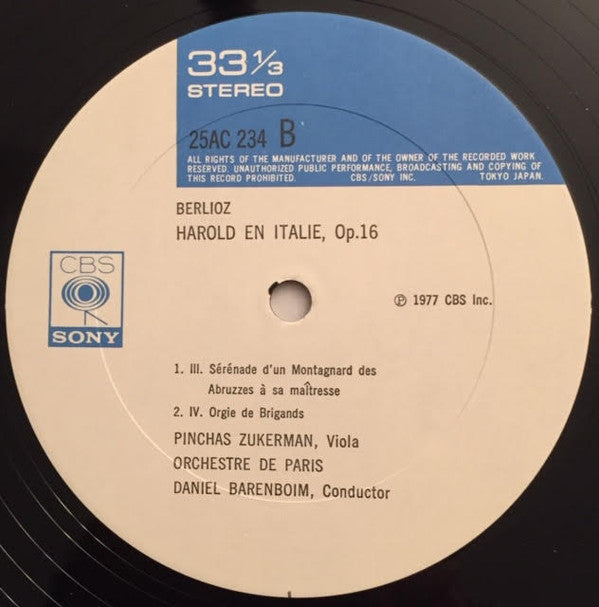 33 1/3
STEREO
25AC 234 B
ALL RIGHTS OF THE MANUFACTURER AND OF THE OWNER OF THE RECORDED WORK
RESERVED. UNAUTHORIZED PUBLIC PERFORMANCE, BROADCASTING AND COPYING OF
THIS RECORD PROHIBITED. CBS/SONY INC. TOKYO JAPAN.
BERLIOZ
HAROLD EN ITALIE, Op.16
CBS
SONY
℗ 1977 CBS Inc.
1. III. Sérénade d'un Montagnard des
Abruzzes à sa maîtresse
2. IV. Orgie de Brigands
PINCHAS ZUKERMAN, Viola
ORCHESTRE DE PARIS
DANIEL BARENBOIM, Conductor